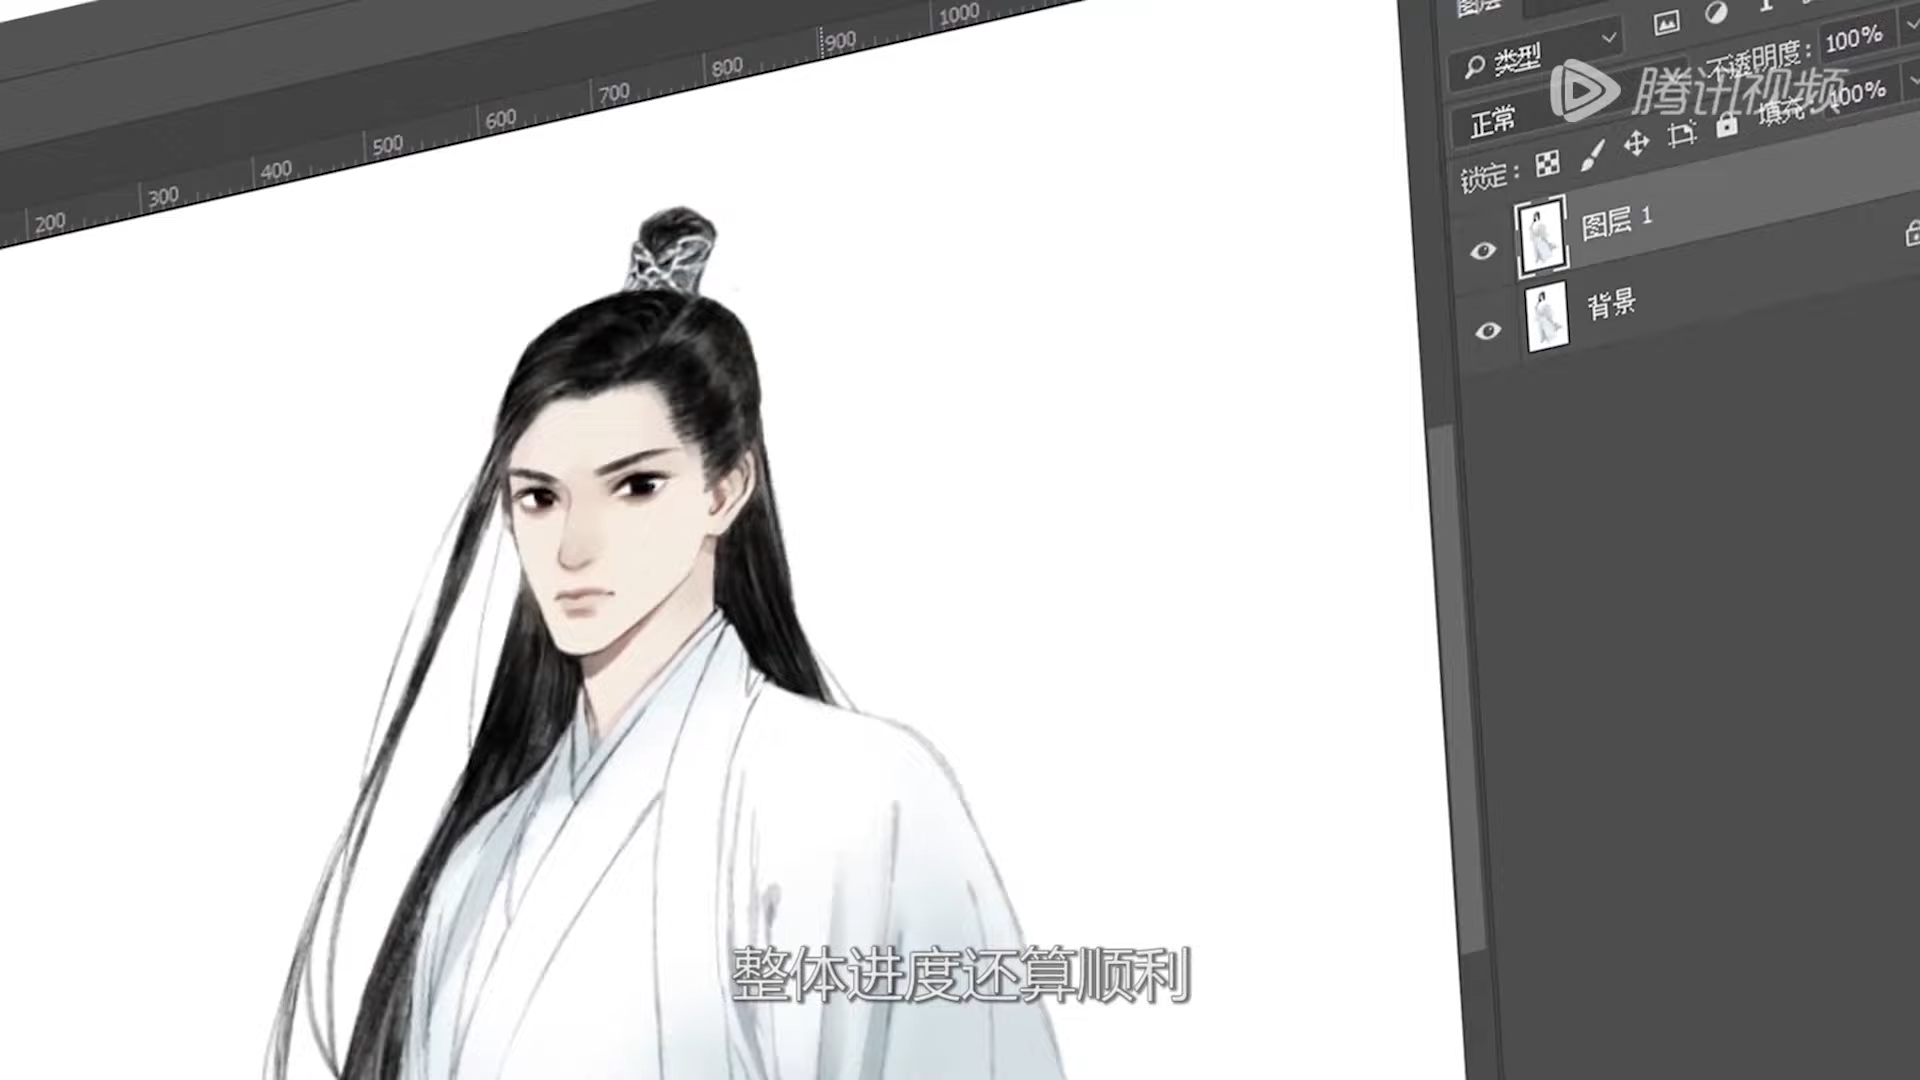 200
300
400
500
600
700
800
900
1000
图层
类型
不透明度：100%
腾讯视频
正常
填充：100%
锁定：
图层 1
背景
整体进度还算顺利